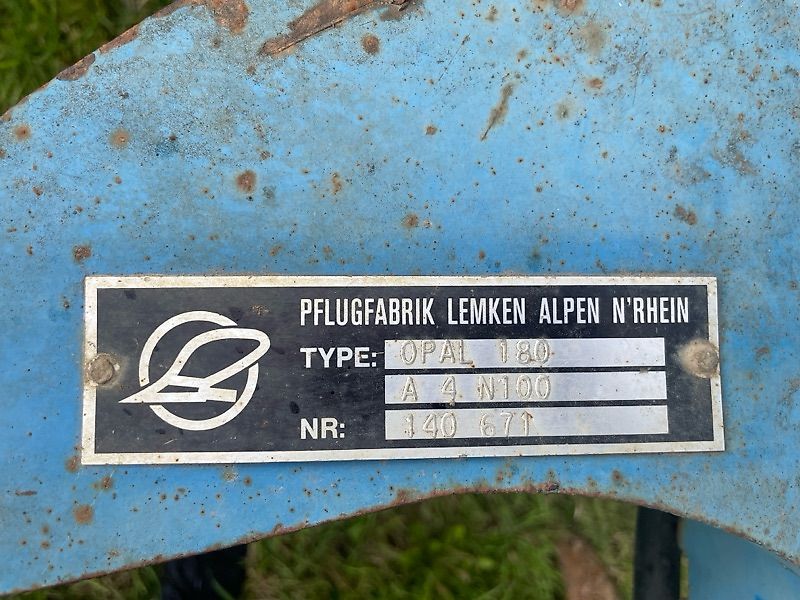 PFLUGFABRIK LEMKEN ALPEN N'RHEIN
TYPE: OPAL 180
A 4 N100
NR: 140 671